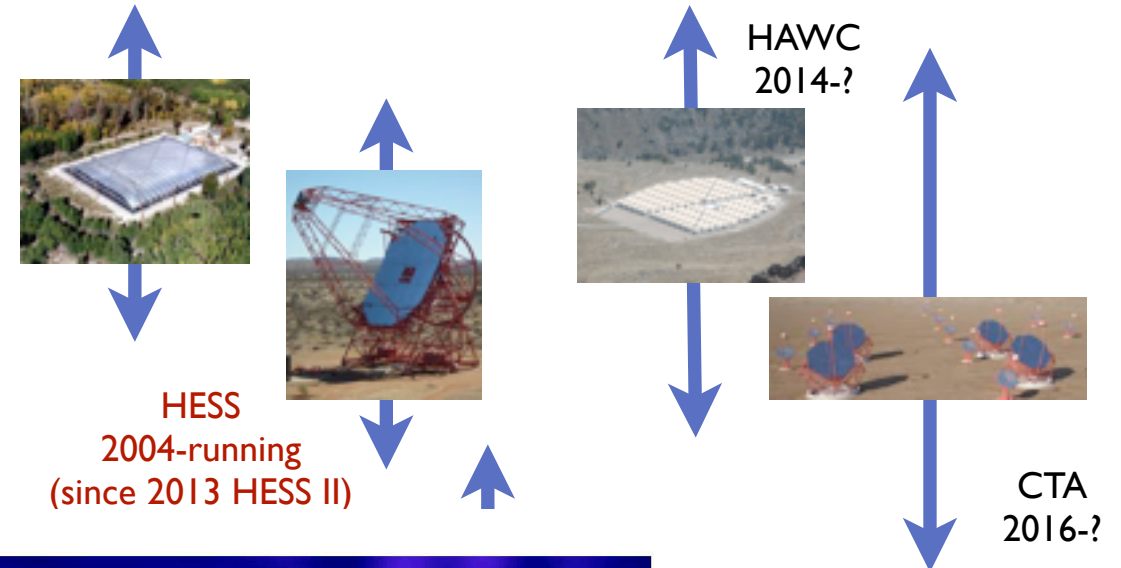 HAWC
2014-?
HESS
2004-running
(since 2013 HESS II)
CTA
2016-?